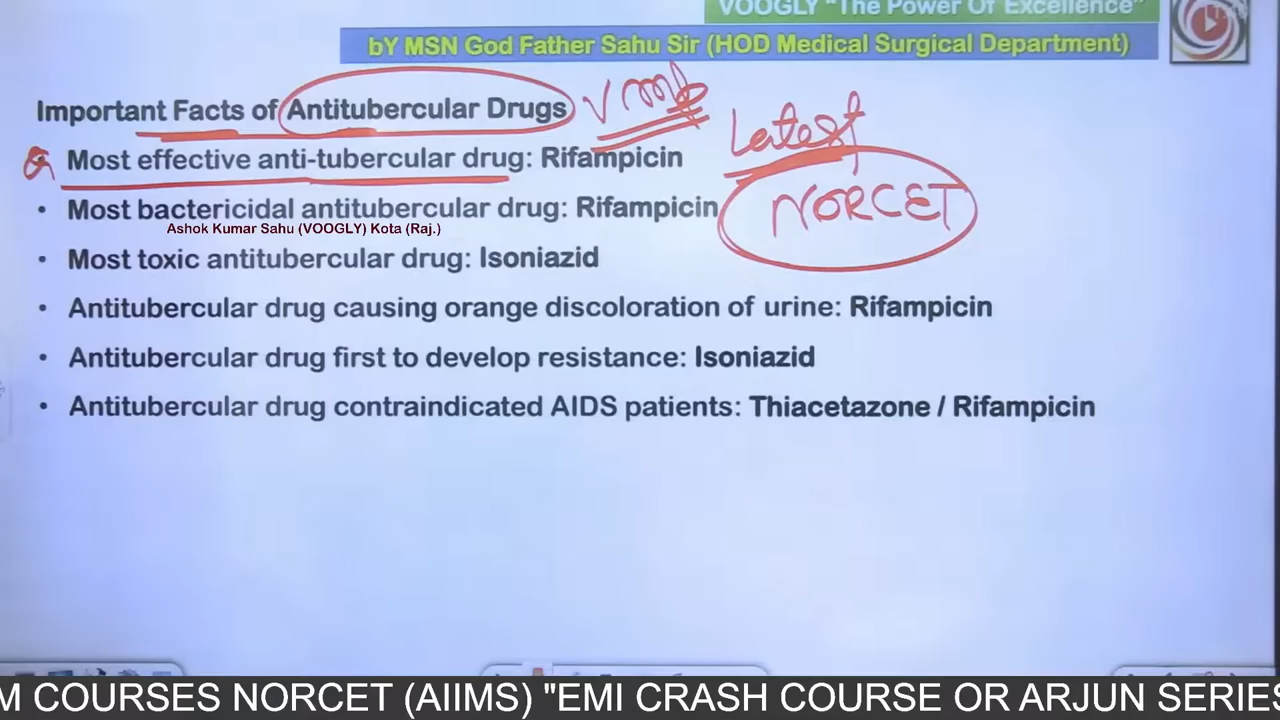 VOOGLY "The Power Of Excellence"
bY MSN God Father Sahu Sir (HOD Medical Surgical Department)
Important Facts of Antitubercular Drugs
V Imp
Latest
NORCET
Q Most effective anti-tubercular drug: Rifampicin
• Most bactericidal antitubercular drug: Rifampicin
Ashok Kumar Sahu (VOOGLY) Kota (Raj.)
• Most toxic antitubercular drug: Isoniazid
• Antitubercular drug causing orange discoloration of urine: Rifampicin
• Antitubercular drug first to develop resistance: Isoniazid
• Antitubercular drug contraindicated AIDS patients: Thiacetazone / Rifampicin
M COURSES NORCET (AIIMS) "EMI CRASH COURSE OR ARJUN SERIES